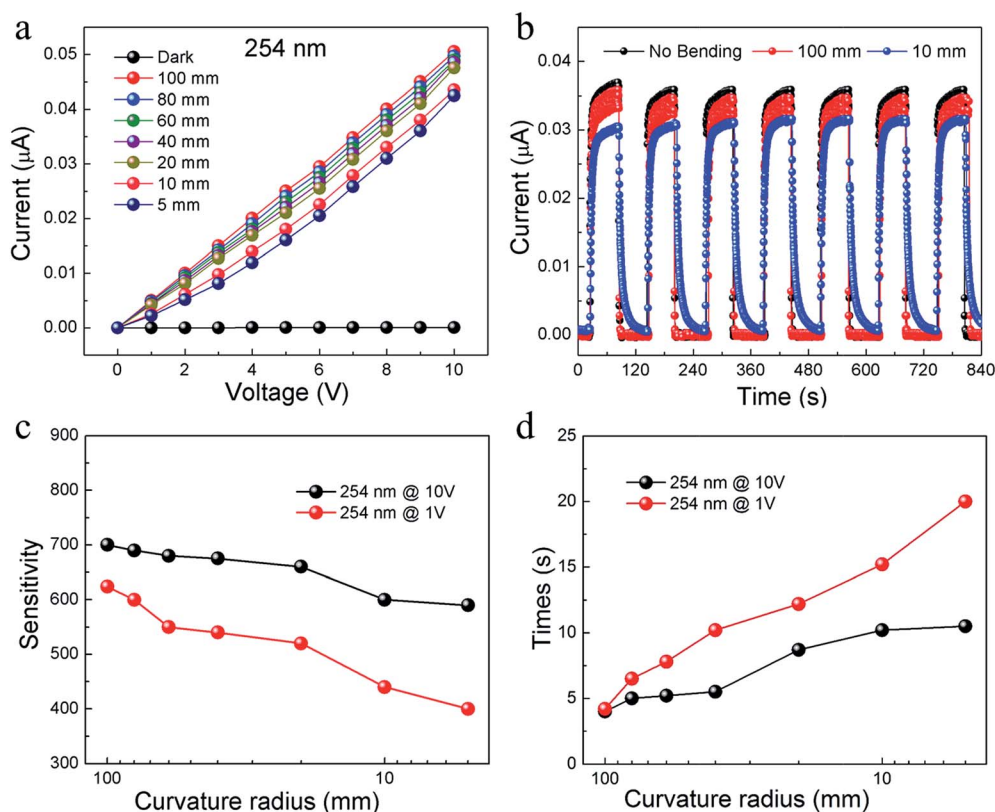 a
254 nm
Dark
100 mm
80 mm
60 mm
40 mm
20 mm
10 mm
5 mm
Current (μA)
0.05
0.04
0.03
0.02
0.01
0.00
0 2 4 6 8 10
Voltage (V)
b
No Bending 100 mm 10 mm
Current (μA)
0.04
0.03
0.02
0.01
0.00
0 120 240 360 480 600 720 840
Time (s)
c
254 nm @ 10V
254 nm @ 1V
Sensitivity
900
800
700
600
500
400
300
100 10
Curvature radius (mm)
d
254 nm @ 10V
254 nm @ 1V
Times (s)
25
20
15
10
5
0
100 10
Curvature radius (mm)